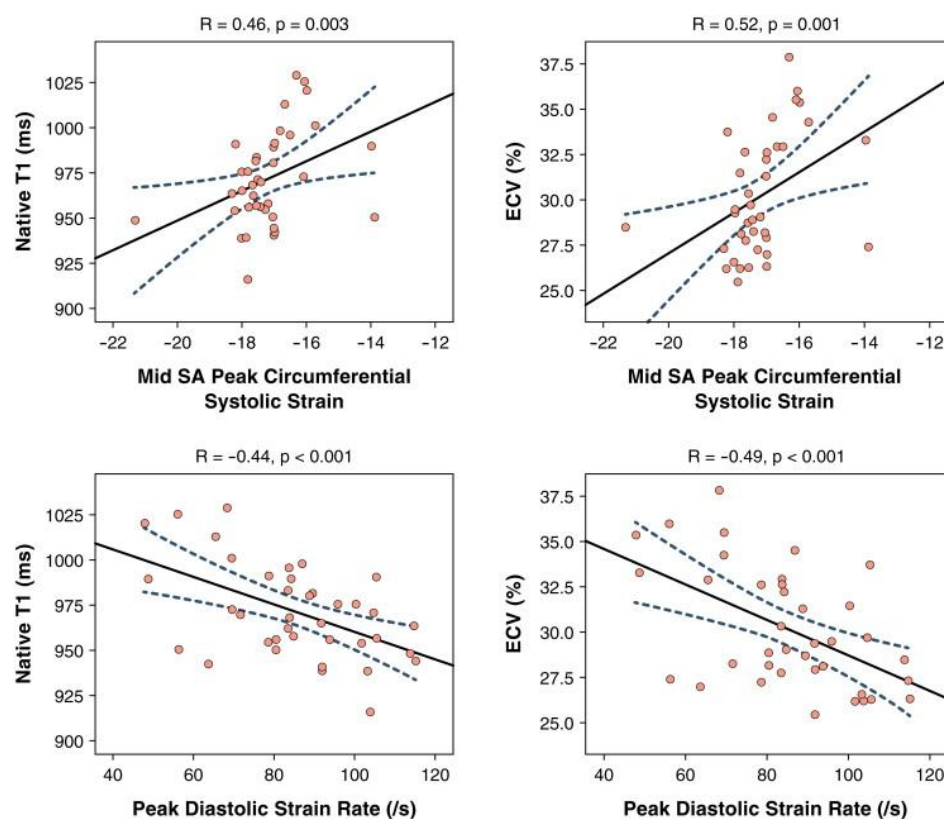 R = 0.46, p = 0.003
Native T1 (ms)
1025
1000
975
950
925
900
−22 −20 −18 −16 −14 −12
Mid SA Peak Circumferential
Systolic Strain
R = 0.52, p = 0.001
ECV (%)
37.5
35.0
32.5
30.0
27.5
25.0
−22 −20 −18 −16 −14 −12
Mid SA Peak Circumferential
Systolic Strain
R = −0.44, p < 0.001
Native T1 (ms)
1025
1000
975
950
925
900
40 60 80 100 120
Peak Diastolic Strain Rate (/s)
R = −0.49, p < 0.001
ECV (%)
37.5
35.0
32.5
30.0
27.5
25.0
40 60 80 100 120
Peak Diastolic Strain Rate (/s)